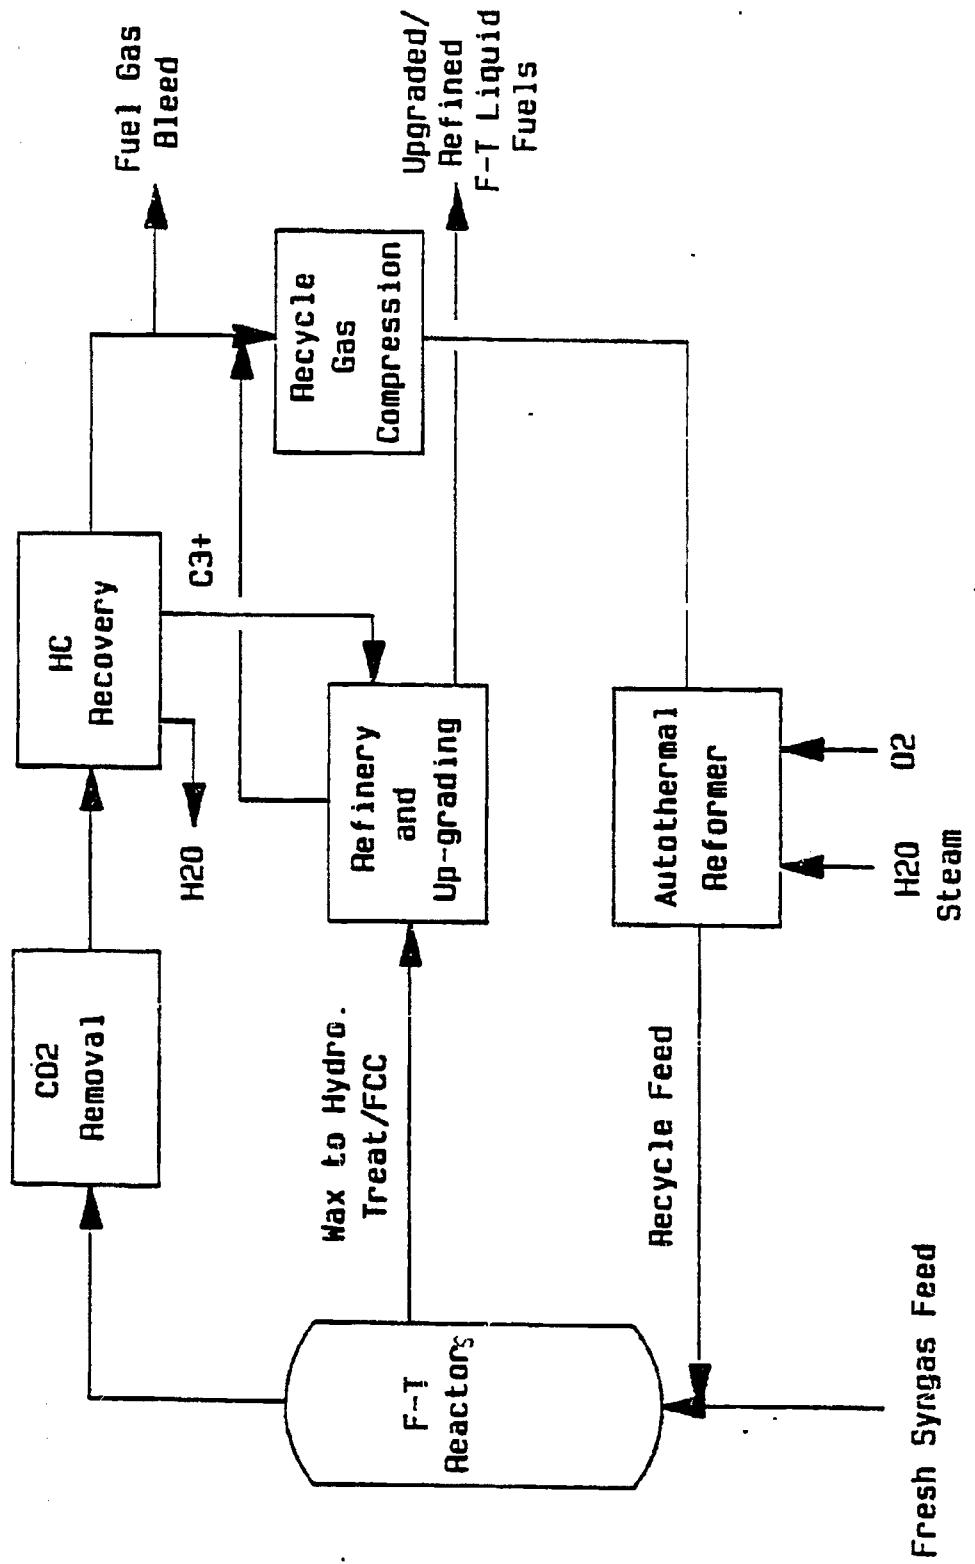 CO2
Removal
HC
Recovery
Fuel Gas
Bleed
H2O
C3+
Recycle
Gas
Compression
Upgraded/
Refined
F-T Liquid
Fuels
Wax to Hydro.
Treat/FCC
Refinery
and
Up-grading
F-T
Reactors
Recycle Feed
Autothermal
Reformer
Fresh Syngas Feed
H2O
Steam
O2